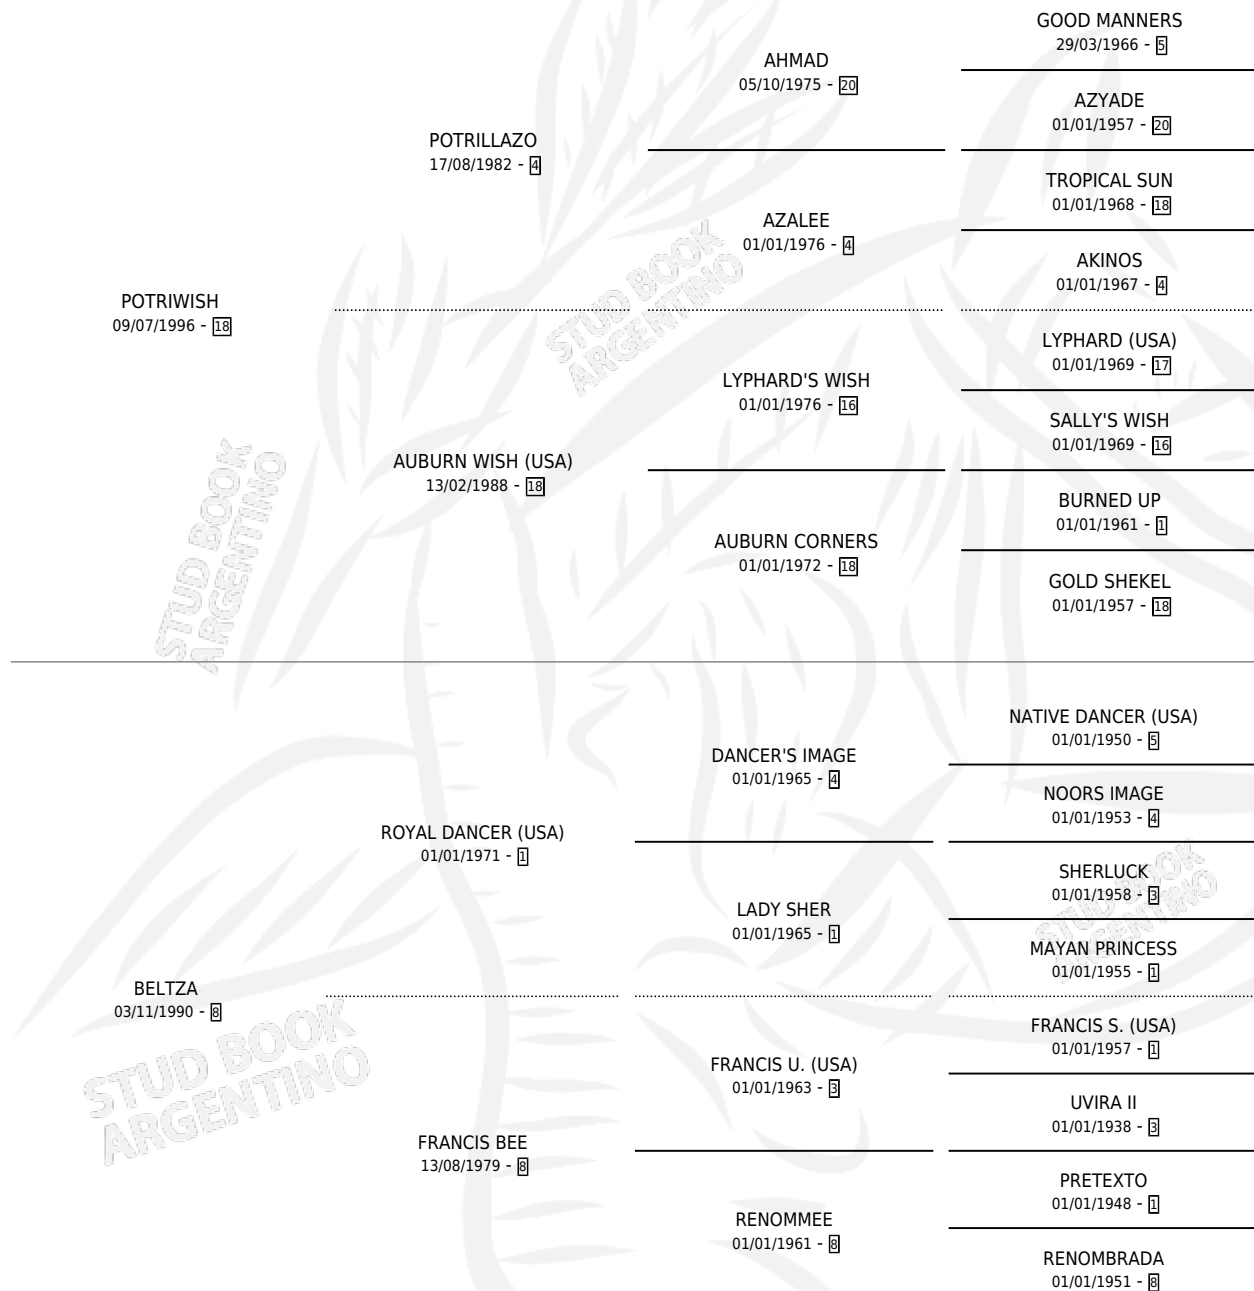 GOOD MANNERS
29/03/1966 - 5
AHMAD
05/10/1975 - 20
AZYADE
01/01/1957 - 20
POTRILLAZO
17/08/1982 - 4
TROPICAL SUN
01/01/1968 - 18
AZALEE
01/01/1976 - 4
AKINOS
01/01/1967 - 4
POTRIWISH
09/07/1996 - 18
LYPHARD (USA)
01/01/1969 - 17
LYPHARD'S WISH
01/01/1976 - 16
SALLY'S WISH
01/01/1969 - 16
AUBURN WISH (USA)
13/02/1988 - 18
BURNED UP
01/01/1961 - 1
AUBURN CORNERS
01/01/1972 - 18
GOLD SHEKEL
01/01/1957 - 18
NATIVE DANCER (USA)
01/01/1950 - 5
DANCER'S IMAGE
01/01/1965 - 4
NOORS IMAGE
01/01/1953 - 4
ROYAL DANCER (USA)
01/01/1971 - 1
SHERLUCK
01/01/1958 - 3
LADY SHER
01/01/1965 - 1
MAYAN PRINCESS
01/01/1955 - 1
BELTZA
03/11/1990 - 8
FRANCIS S. (USA)
01/01/1957 - 1
FRANCIS U. (USA)
01/01/1963 - 3
UVIRA II
01/01/1938 - 3
FRANCIS BEE
13/08/1979 - 8
PRETEXTO
01/01/1948 - 1
RENOMMEE
01/01/1961 - 8
RENOMBRADA
01/01/1951 - 8
STUD BOOK
ARGENTINO
STUD BOOK
ARGENTINO
STUD BOOK
ARGENTINO
STUD BOOK
ARGENTINO